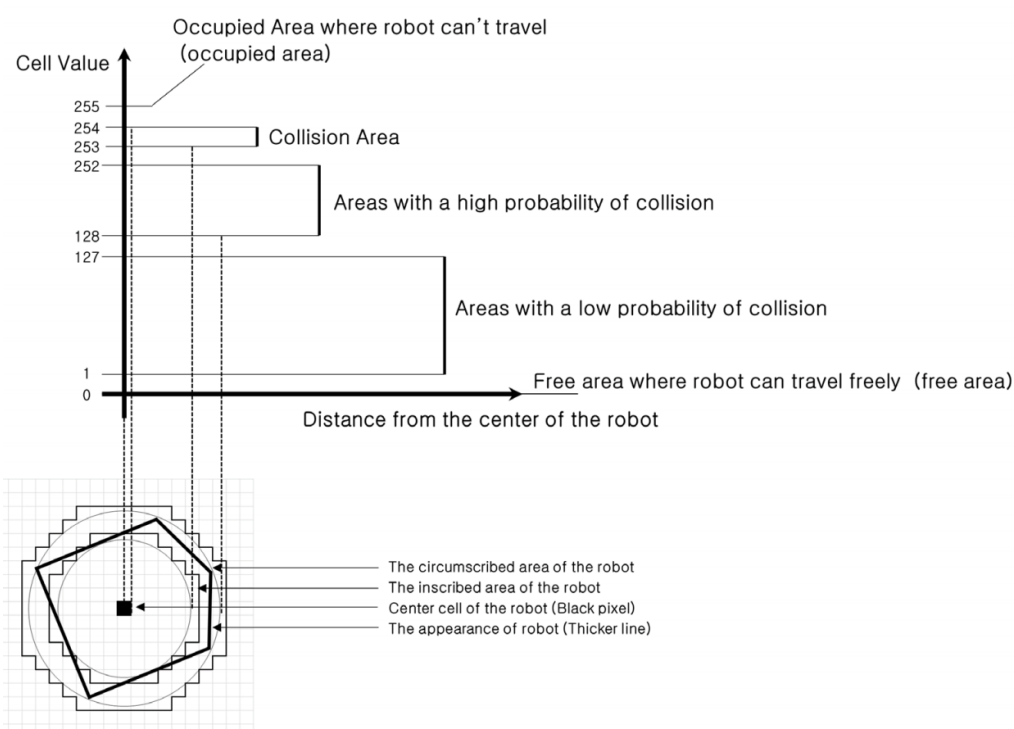 Occupied Area where robot can't travel
(occupied area)
Cell Value
255
254
Collision Area
253
252
Areas with a high probability of collision
128
127
Areas with a low probability of collision
1
Free area where robot can travel freely (free area)
0
Distance from the center of the robot
The circumscribed area of the robot
The inscribed area of the robot
Center cell of the robot (Black pixel)
The appearance of robot (Thicker line)